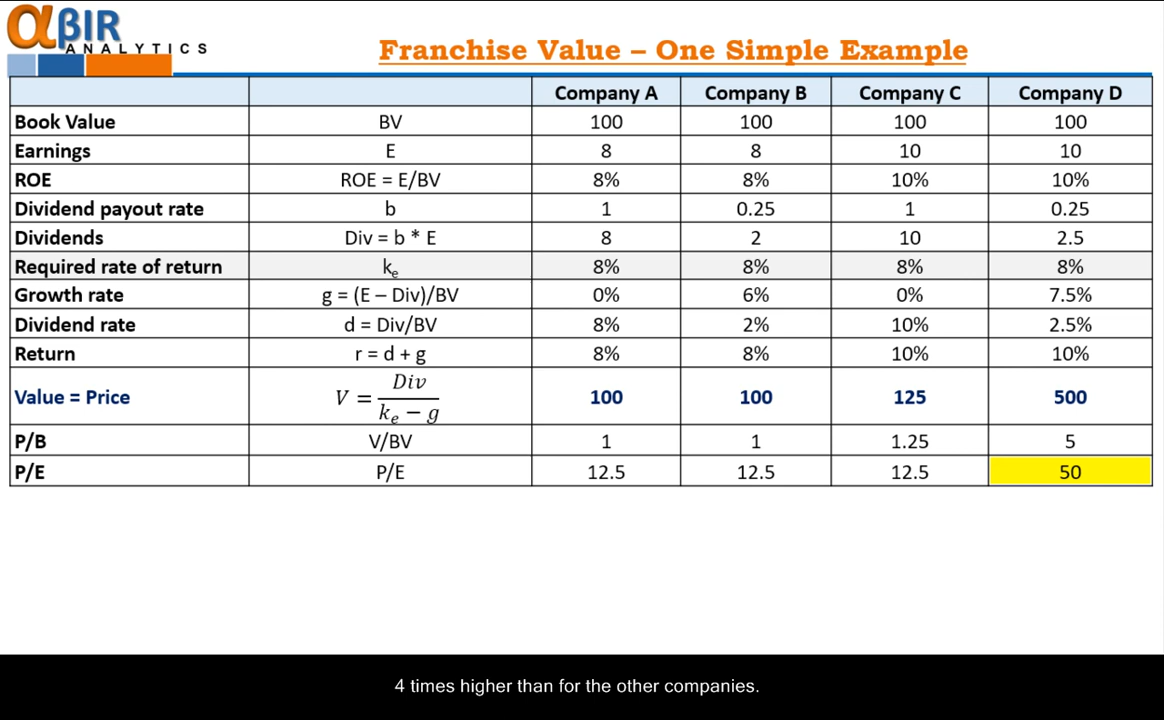 αβIR
ANALYTICS
Franchise Value – One Simple Example
Company A Company B Company C Company D
Book Value BV 100 100 100 100
Earnings E 8 8 10 10
ROE ROE = E/BV 8% 8% 10% 10%
Dividend payout rate b 1 0.25 1 0.25
Dividends Div = b * E 8 2 10 2.5
Required rate of return kₑ 8% 8% 8% 8%
Growth rate g = (E – Div)/BV 0% 6% 0% 7.5%
Dividend rate d = Div/BV 8% 2% 10% 2.5%
Return r = d + g 8% 8% 10% 10%
Value = Price V = Div / (kₑ − g) 100 100 125 500
P/B V/BV 1 1 1.25 5
P/E P/E 12.5 12.5 12.5 50
4 times higher than for the other companies.